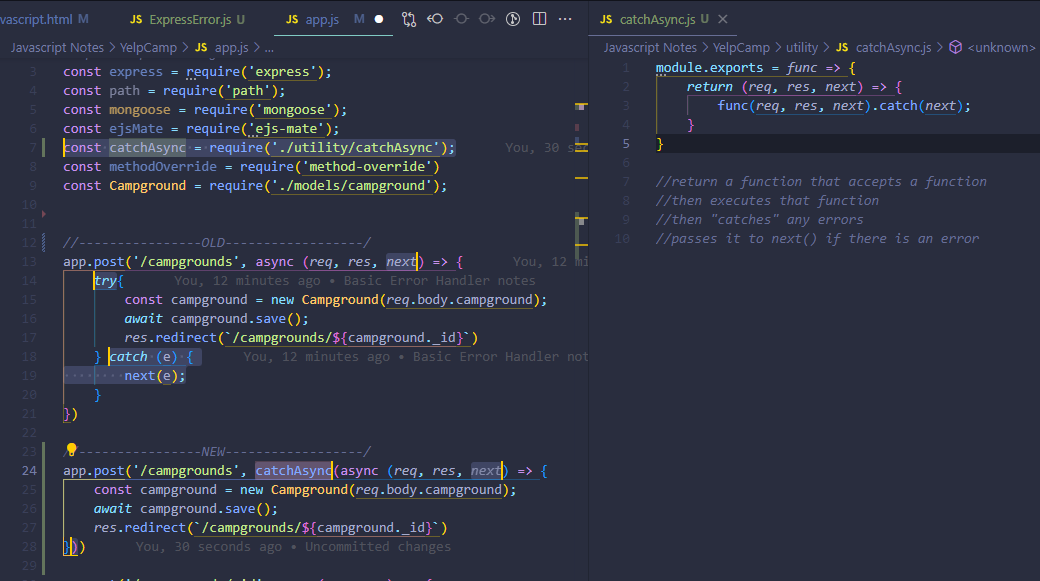 vascript.html M
JS ExpressError.js U
JS app.js M
JS catchAsync.js U
Javascript Notes > YelpCamp > JS app.js > ...
Javascript Notes > YelpCamp > utility > JS catchAsync.js > <unknown>
3 const express = require('express');
4 const path = require('path');
5 const mongoose = require('mongoose');
6 const ejsMate = require('ejs-mate');
7 const catchAsync = require('./utility/catchAsync'); You, 30 sec
8 const methodOverride = require('method-override')
9 const Campground = require('./models/campground');
10
11
12 //----------------OLD------------------/
13 app.post('/campgrounds', async (req, res, next) => { You, 12 mi
14 try{ You, 12 minutes ago • Basic Error Handler notes
15 const campground = new Campground(req.body.campground);
16 await campground.save();
17 res.redirect(`/campgrounds/${campground._id}`)
18 } catch (e) { You, 12 minutes ago • Basic Error Handler not
19 next(e);
20 }
21 })
22
23 //----------------NEW------------------/
24 app.post('/campgrounds', catchAsync(async (req, res, next) => {
25 const campground = new Campground(req.body.campground);
26 await campground.save();
27 res.redirect(`/campgrounds/${campground._id}`)
28 })) You, 30 seconds ago • Uncommitted changes
29
1 module.exports = func => {
2 return (req, res, next) => {
3 func(req, res, next).catch(next);
4 }
5 }
6
7 //return a function that accepts a function
8 //then executes that function
9 //then "catches" any errors
10 //passes it to next() if there is an error